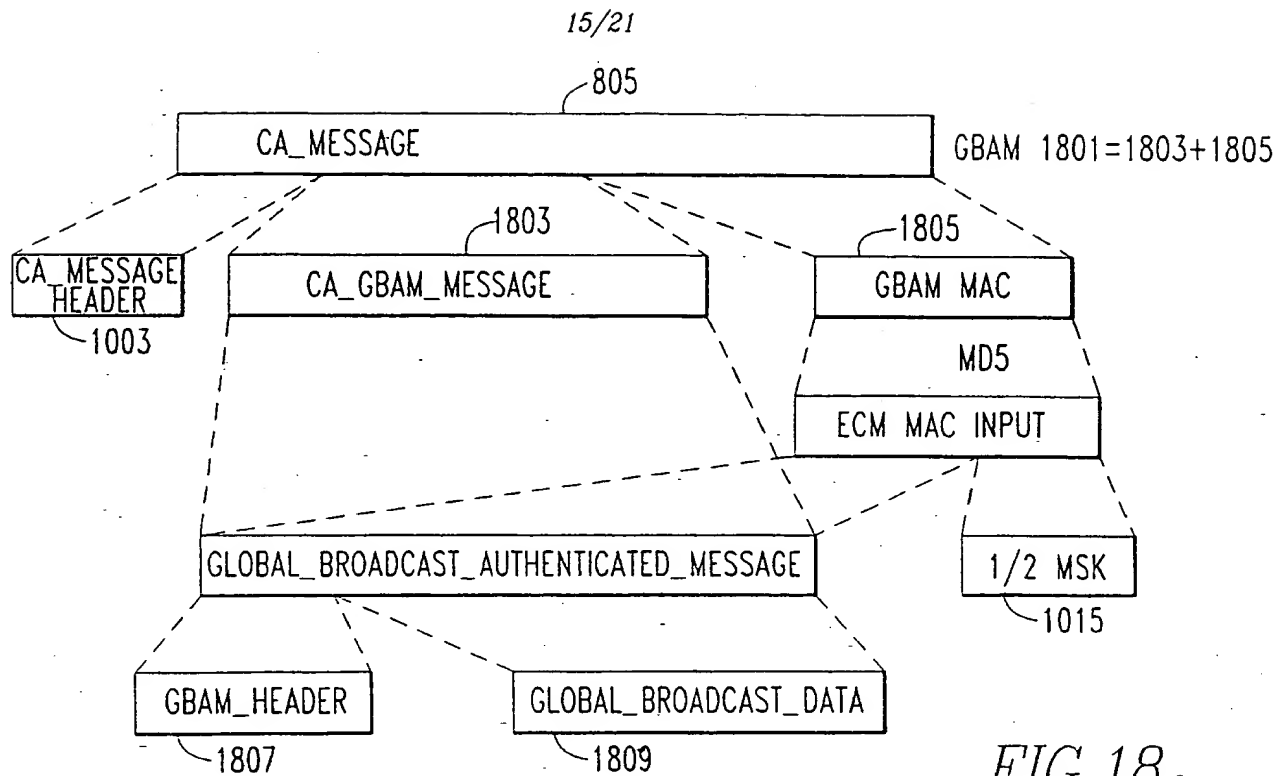 15/21
805
CA_MESSAGE
GBAM 1801=1803+1805
1803
1805
CA_MESSAGE
HEADER
CA_GBAM_MESSAGE
GBAM MAC
1003
MD5
ECM MAC INPUT
GLOBAL_BROADCAST_AUTHENTICATED_MESSAGE
1/2 MSK
1015
GBAM_HEADER
GLOBAL_BROADCAST_DATA
1807
1809
FIG. 18.